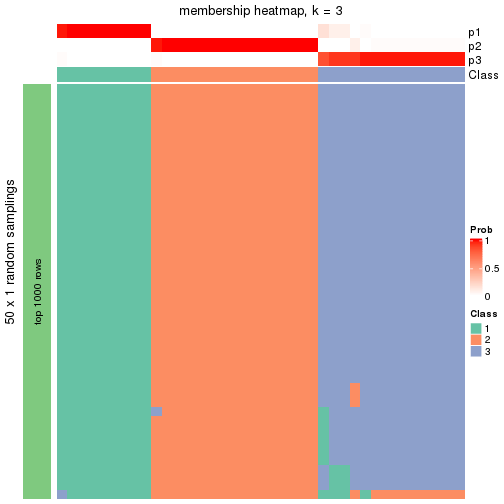 membership heatmap, k = 3
p1
p2
p3
Class
50 x 1 random samplings
top 1000 rows
Prob
1
0.5
0
Class
1
2
3